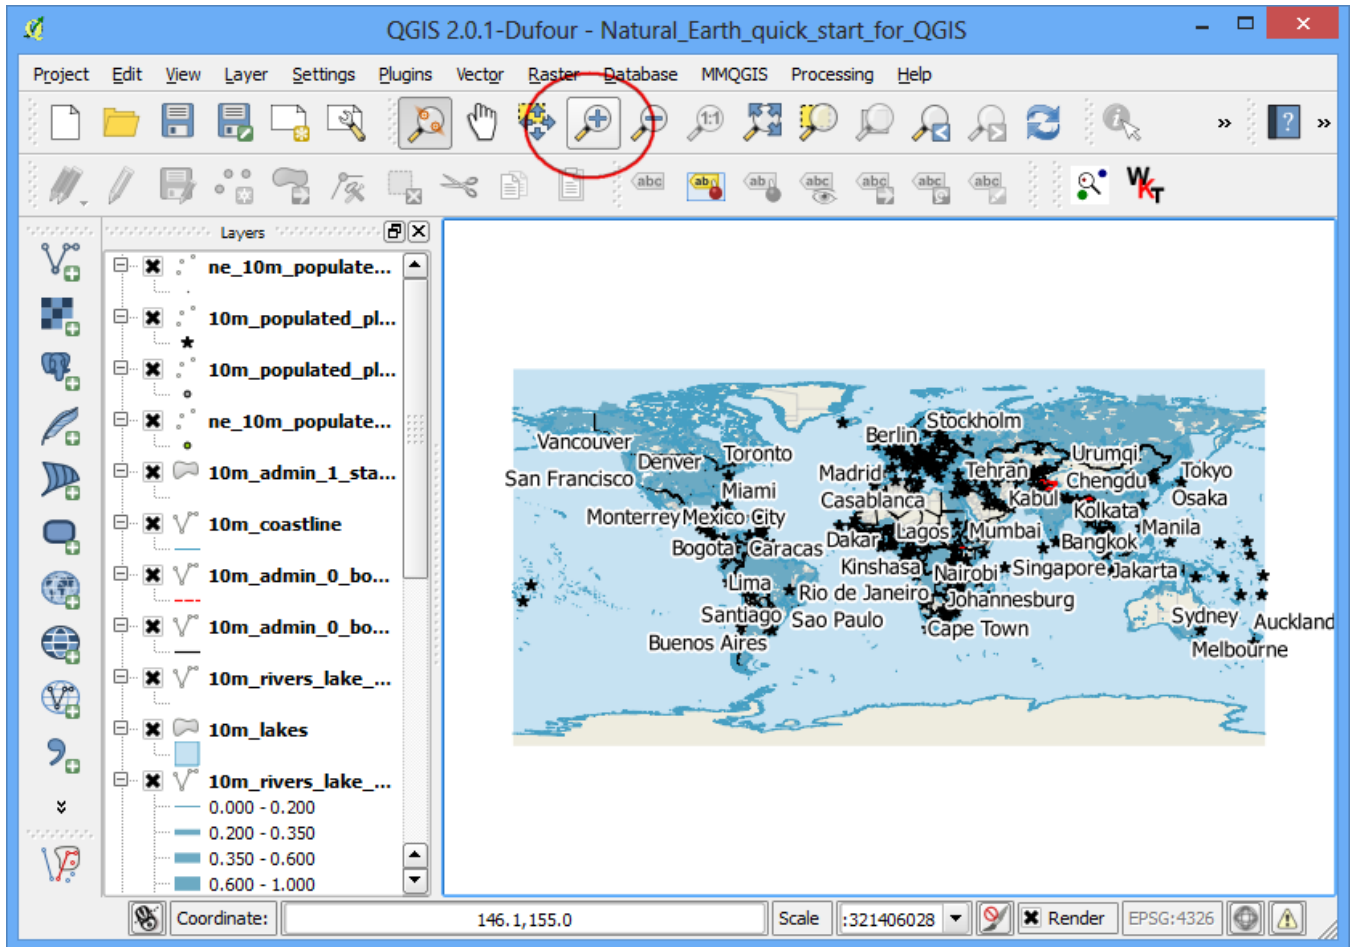 QGIS 2.0.1-Dufour - Natural_Earth_quick_start_for_QGIS
Project Edit View Layer Settings Plugins Vector Raster Database MMQGIS Processing Help
1:1
» ? »
abc ab ab abc abc abc abc WKT
Layers
ne_10m_populate...
10m_populated_pl...
10m_populated_pl...
ne_10m_populate...
10m_admin_1_sta...
10m_coastline
10m_admin_0_bo...
10m_admin_0_bo...
10m_rivers_lake_...
10m_lakes
10m_rivers_lake_...
0.000 - 0.200
0.200 - 0.350
0.350 - 0.600
0.600 - 1.000
Stockholm
Berlin
Vancouver
Denver Toronto
Urumqi
Madrid Tehran Tokyo
San Francisco Chengdu
Miami Casablanca Kabul Osaka
Monterrey Mexico City Kolkata
Dakar Lagos Mumbai Manila
Bogota Caracas Bangkok
Kinshasa Nairobi Singapore Jakarta
Lima Rio de Janeiro Johannesburg
Santiago Sao Paulo Sydney Auckland
Cape Town
Buenos Aires Melbourne
Coordinate: 146.1,155.0 Scale :321406028 Render EPSG:4326